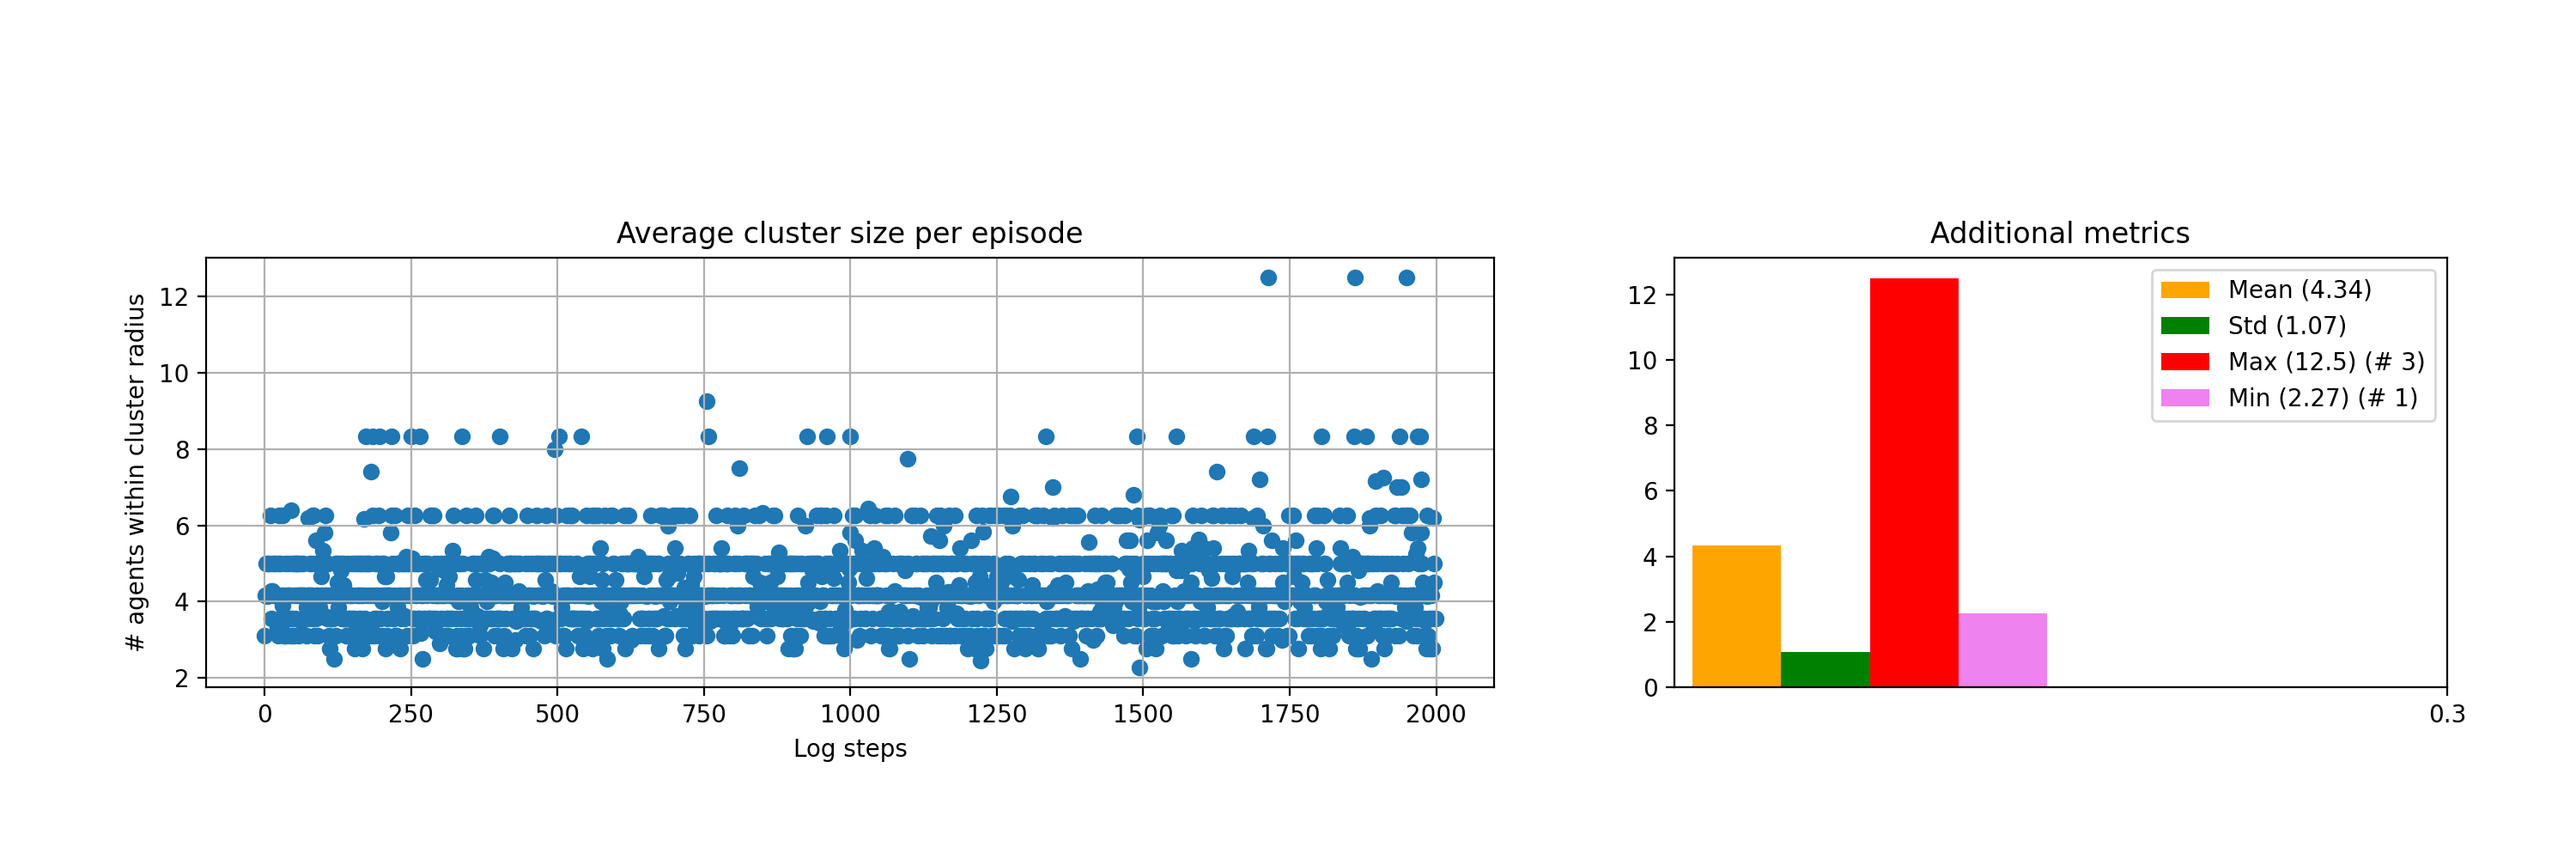 Average cluster size per episode
# agents within cluster radius
12
10
8
6
4
2
0
250
500
750
1000
1250
1500
1750
2000
Log steps
Additional metrics
12
10
8
6
4
2
0
Mean (4.34)
Std (1.07)
Max (12.5) (# 3)
Min (2.27) (# 1)
0.3